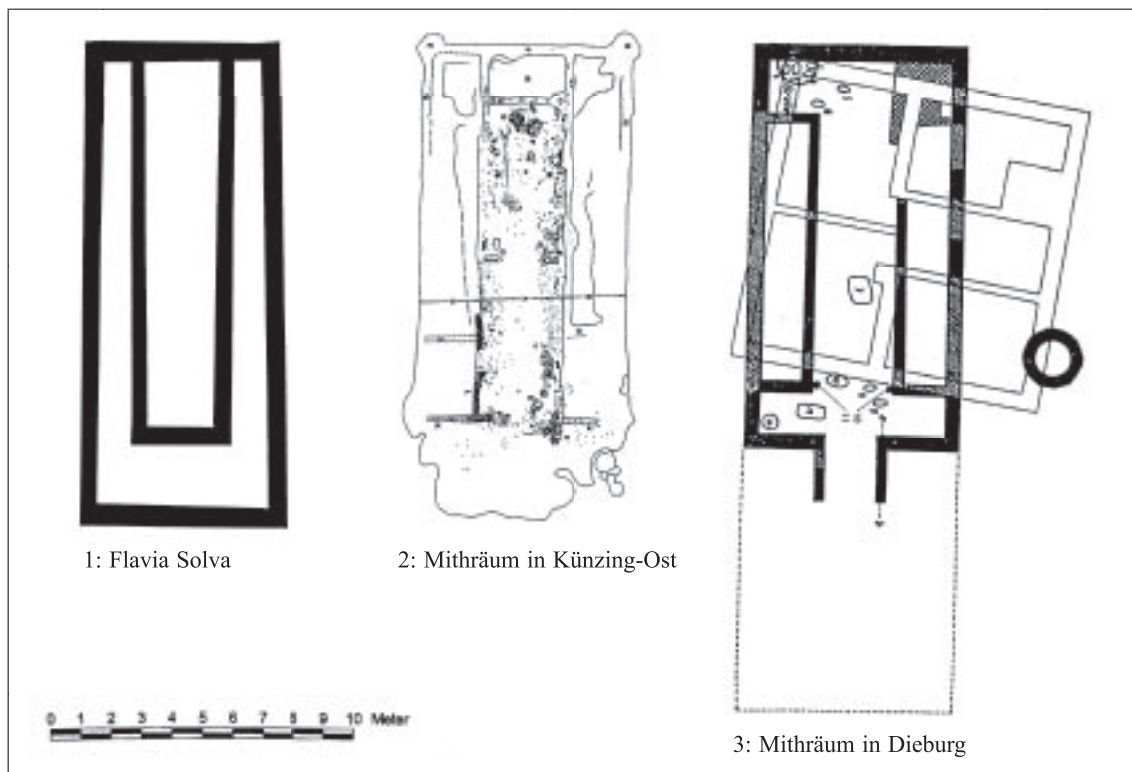 1: Flavia Solva
2: Mithräum in Künzing-Ost
0 1 2 3 4 5 6 7 8 9 10 Meter
3: Mithräum in Dieburg